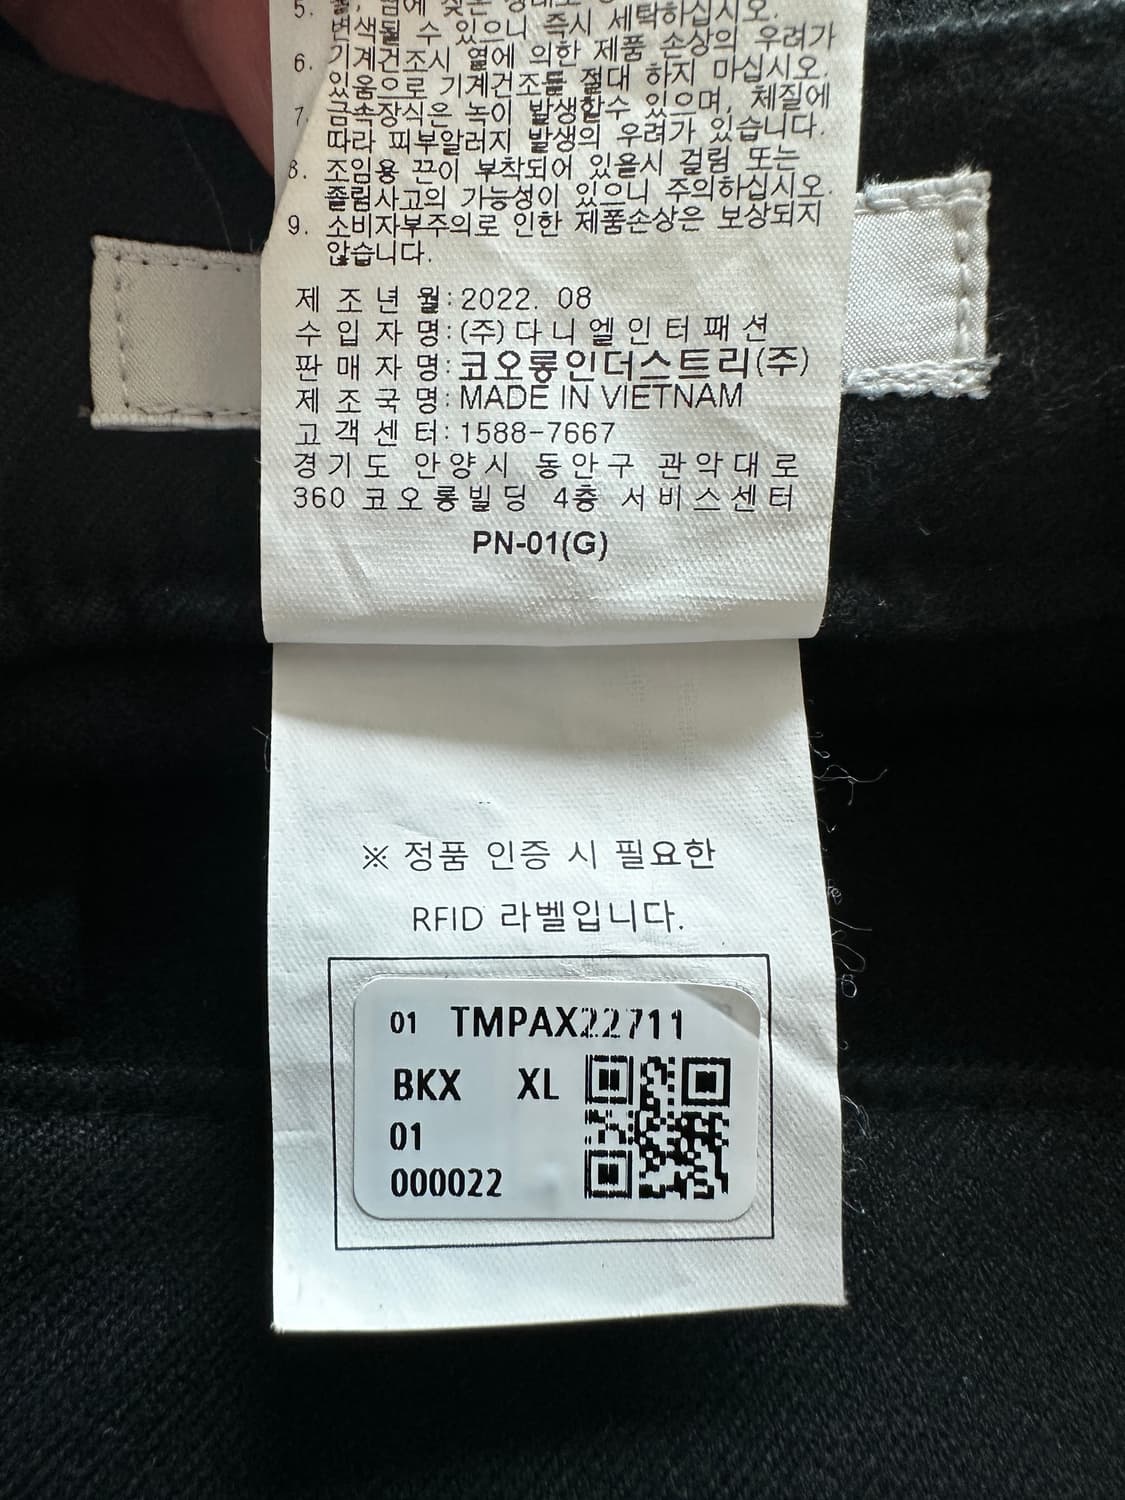 5. 물, 땀에 젖은 상태로
변색될 수 있으니 즉시 세탁하십시오.
6. 기계건조시 열에 의한 제품 손상의 우려가
있음으로 기계건조를 절대 하지 마십시오.
7. 금속장식은 녹이 발생할수 있으며, 체질에
따라 피부알러지 발생의 우려가 있습니다.
8. 조임용 끈이 부착되어 있을시 걸림 또는
졸림사고의 가능성이 있으니 주의하십시오.
9. 소비자부주의로 인한 제품손상은 보상되지
않습니다.
제 조 년 월: 2022. 08
수 입 자 명: (주)다니엘인터패션
판 매 자 명: 코오롱인더스트리(주)
제 조 국 명: MADE IN VIETNAM
고 객 센 터: 1588-7667
경기도 안양시 동안구 관악대로
360 코오롱빌딩 4층 서비스센터
PN-01(G)
※ 정품 인증 시 필요한
RFID 라벨입니다.
01 TMPAX22711
BKX XL
01
000022